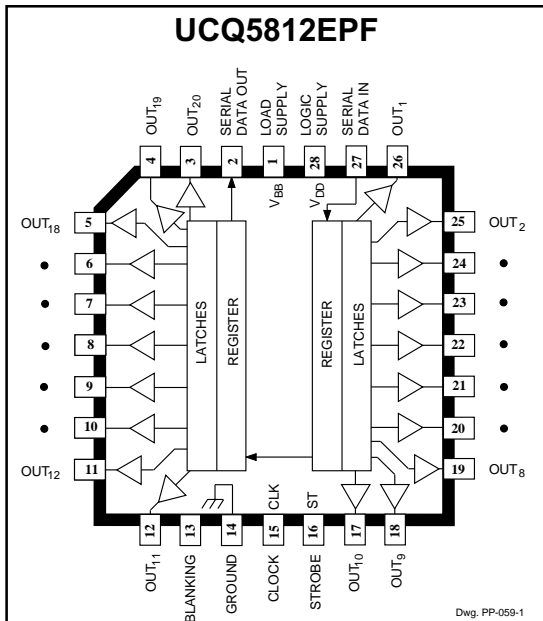 UCQ5812EPF
OUT19
OUT20
SERIAL
DATA OUT
LOAD
SUPPLY
LOGIC
SUPPLY
SERIAL
DATA IN
OUT1
4
3
2
1
28
27
26
VBB
VDD
OUT18
5
25
OUT2
•
6
24
•
•
7
23
•
•
8
22
•
•
9
21
•
•
10
20
•
OUT12
11
19
OUT8
LATCHES
REGISTER
REGISTER
LATCHES
CLK
ST
12
13
14
15
16
17
18
OUT11
BLANKING
GROUND
CLOCK
STROBE
OUT10
OUT9
Dwg. PP-059-1